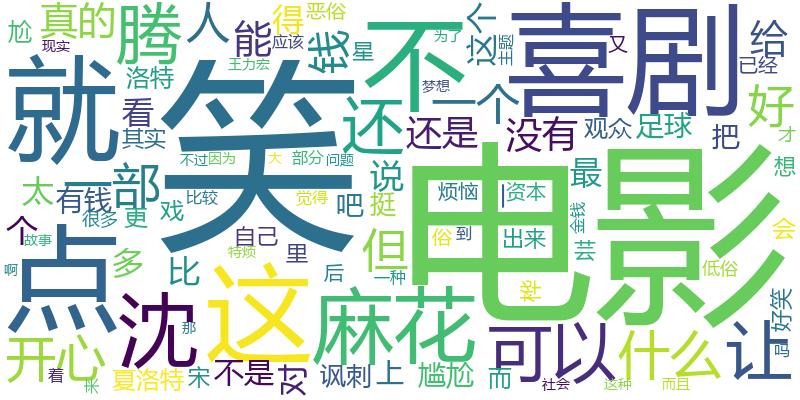 尬 真的 腾 人 能 得 恶俗 钱 星 不 为了 这个 主题 喜剧 又 给 已经
现实 应该 王力宏 梦想
就 笑 洛特 看 其实 还 一个 还是 没有 观众 足球 把 好 才 想
不过 因为 大 部分 问题
太 有钱 部 很多 更 戏 比较 觉得 吧 说 挺 电影 烦恼 资本 最 金钱 会
个 故事 点 多 比 自己 里 特烦 但 俗 到 出来 尝 低俗
啊 这 后 一种 桦 好笑
开心 沈 那 麻花 可以 什么 让
着 来 夏洛特 宋 不是 对 讽刺 上 尴尬 而 社会 这种 而且